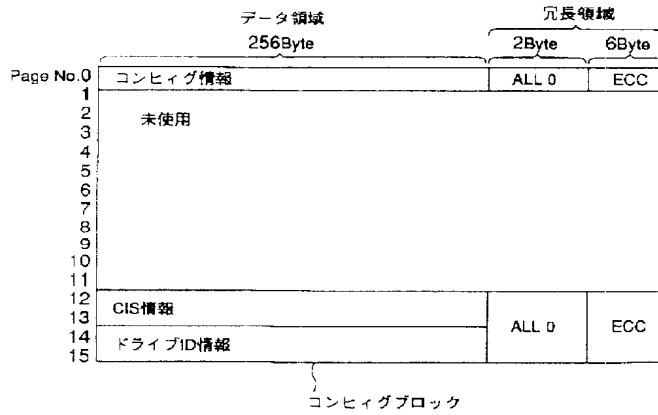 データ領域
冗長領域
256Byte
2Byte
6Byte
Page No.0
コンヒィグ情報
ALL 0
ECC
1
2
未使用
3
4
5
6
7
8
9
10
11
12
CIS情報
13
ALL 0
ECC
14
ドライブID情報
15
コンヒィグブロック